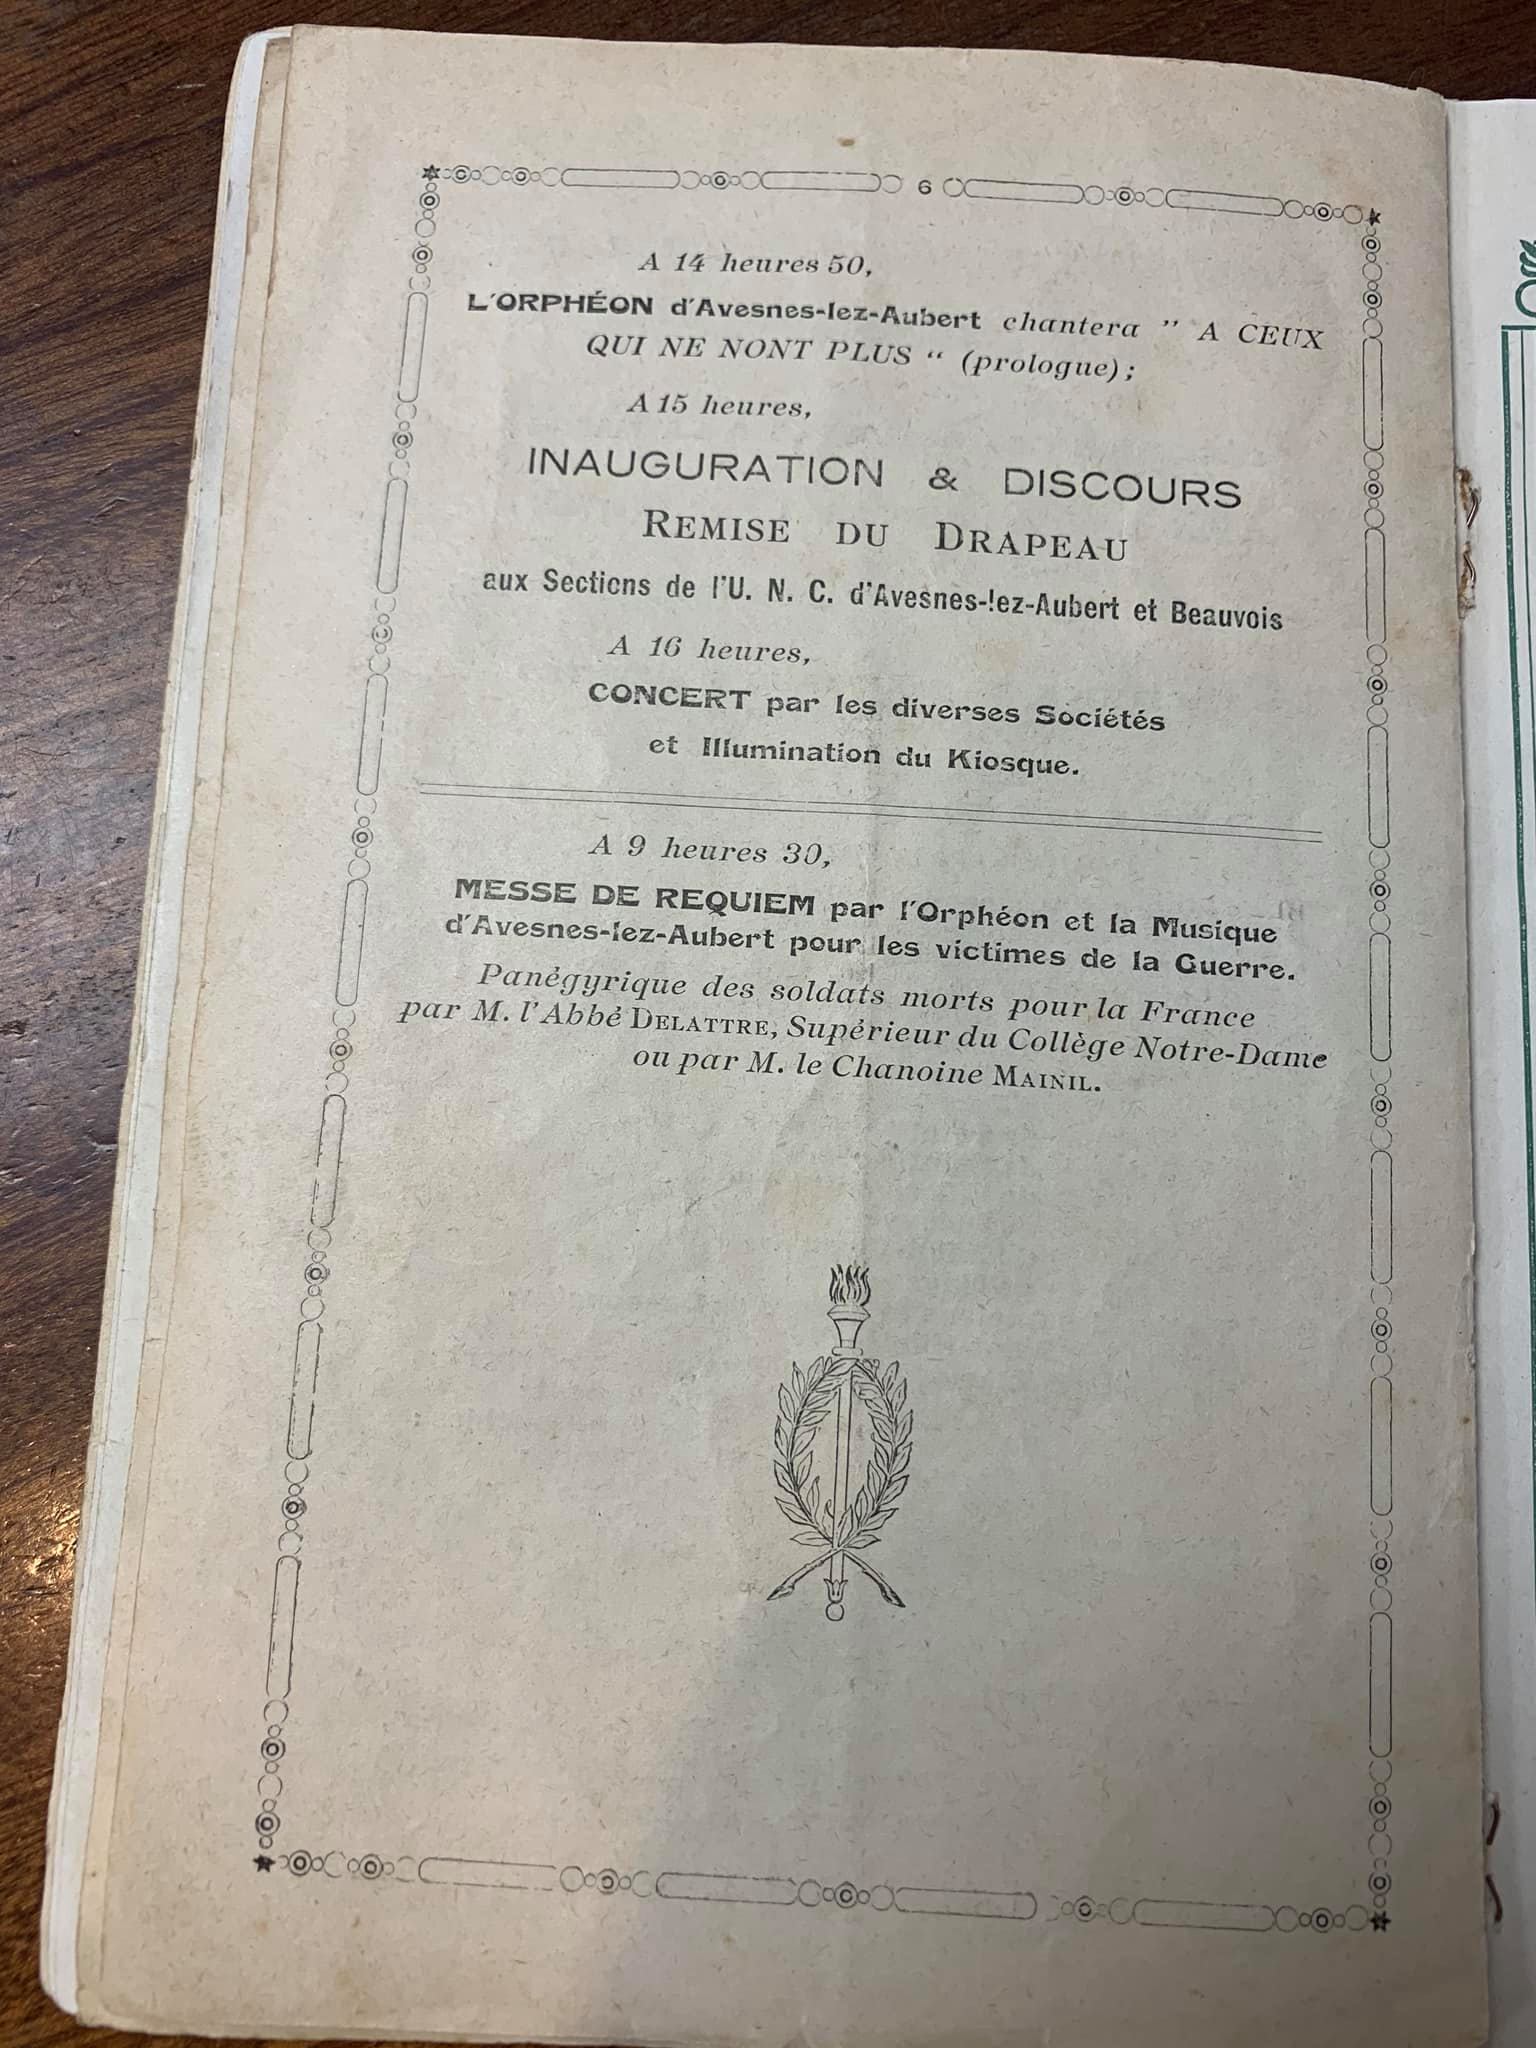 6
A 14 heures 50,
L'ORPHÉON d'Avesnes-lez-Aubert chantera " A CEUX
QUI NE NONT PLUS " (prologue);
A 15 heures,
INAUGURATION & DISCOURS
REMISE DU DRAPEAU
aux Sections de l'U. N. C. d'Avesnes-lez-Aubert et Beauvois
A 16 heures,
CONCERT par les diverses Sociétés
et Illumination du Kiosque.
A 9 heures 30,
MESSE DE REQUIEM par l'Orphéon et la Musique
d'Avesnes-lez-Aubert pour les victimes de la Guerre.
Panégyrique des soldats morts pour la France
par M. l'Abbé DELATTRE, Supérieur du Collège Notre-Dame
ou par M. le Chanoine MAINIL.